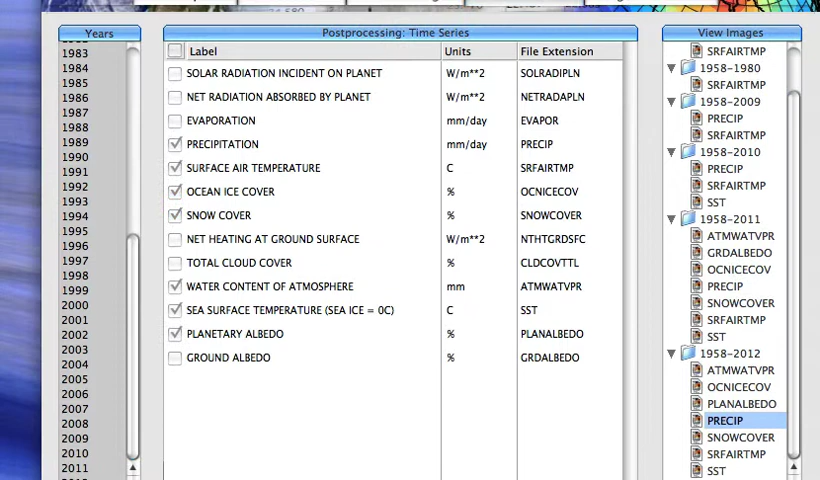 Years
1983
1984
1985
1986
1987
1988
1989
1990
1991
1992
1993
1994
1995
1996
1997
1998
1999
2000
2001
2002
2003
2004
2005
2006
2007
2008
2009
2010
2011
Postprocessing: Time Series
Label Units File Extension
SOLAR RADIATION INCIDENT ON PLANET W/m**2 SOLRADIPLN
NET RADIATION ABSORBED BY PLANET W/m**2 NETRADAPLN
EVAPORATION mm/day EVAPOR
PRECIPITATION mm/day PRECIP
SURFACE AIR TEMPERATURE C SRFAIRTMP
OCEAN ICE COVER % OCNICECOV
SNOW COVER % SNOWCOVER
NET HEATING AT GROUND SURFACE W/m**2 NTHTGRDSFC
TOTAL CLOUD COVER % CLDCOVTTL
WATER CONTENT OF ATMOSPHERE mm ATMWATVPR
SEA SURFACE TEMPERATURE (SEA ICE = 0C) C SST
PLANETARY ALBEDO % PLANALBEDO
GROUND ALBEDO % GRDALBEDO
View Images
SRFAIRTMP
1958-1980
SRFAIRTMP
1958-2009
PRECIP
SRFAIRTMP
1958-2010
PRECIP
SRFAIRTMP
SST
1958-2011
ATMWATVPR
GRDALBEDO
OCNICECOV
PRECIP
SNOWCOVER
SRFAIRTMP
SST
1958-2012
ATMWATVPR
OCNICECOV
PLANALBEDO
PRECIP
SNOWCOVER
SRFAIRTMP
SST